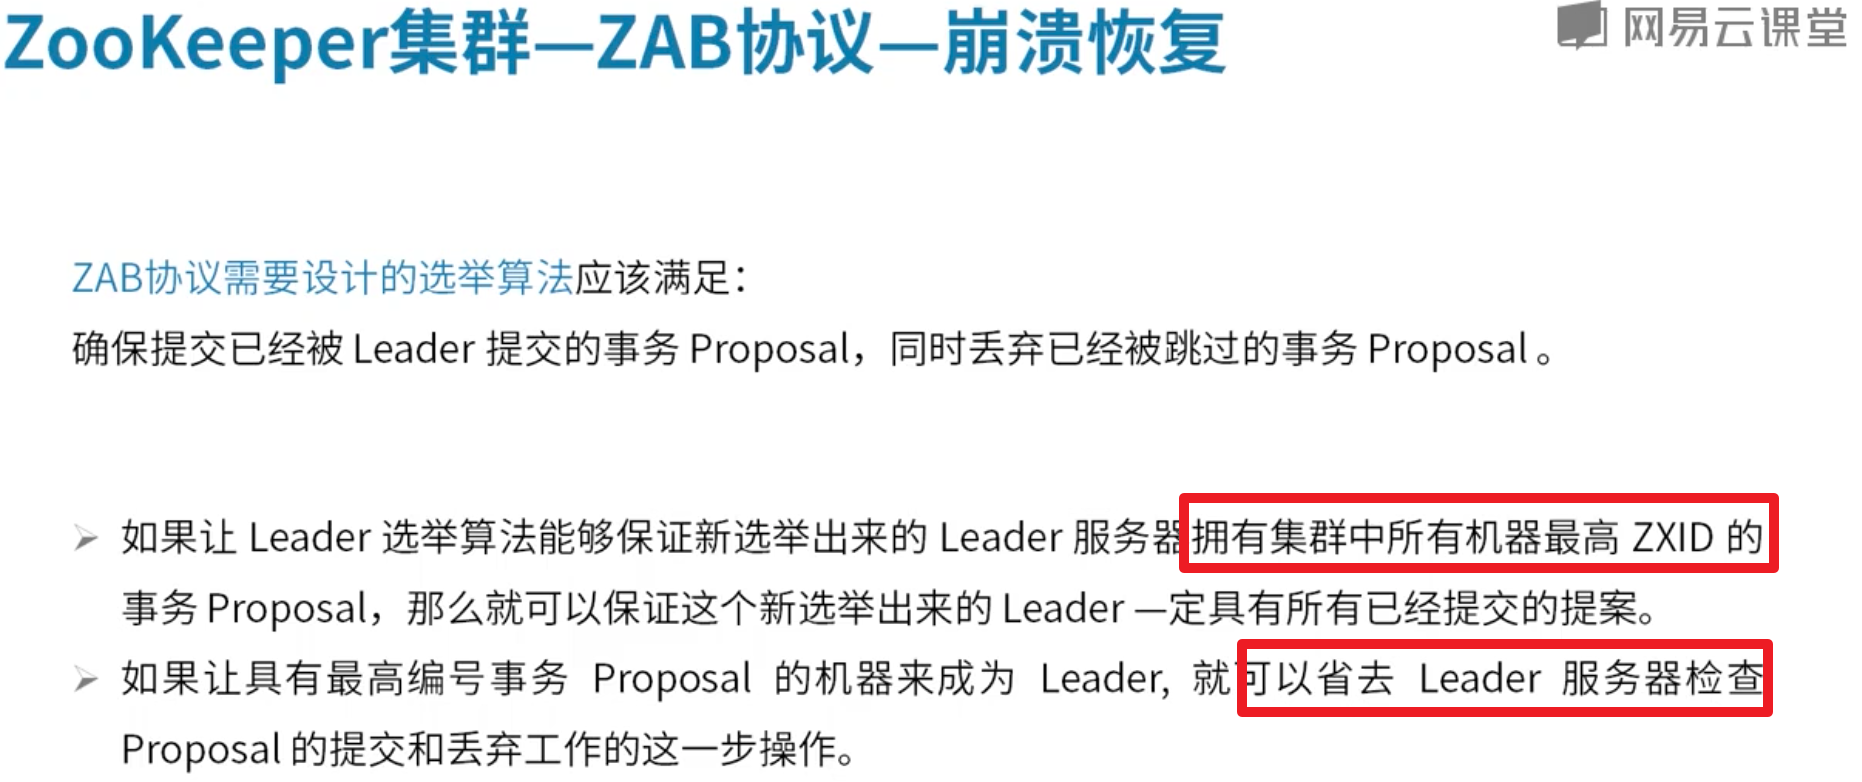 ZooKeeper集群—ZAB协议—崩溃恢复
网易云课堂
ZAB协议需要设计的选举算法应该满足：
确保提交已经被 Leader 提交的事务 Proposal，同时丢弃已经被跳过的事务 Proposal 。
如果让 Leader 选举算法能够保证新选举出来的 Leader 服务器拥有集群中所有机器最高 ZXID 的
事务 Proposal，那么就可以保证这个新选举出来的 Leader 一定具有所有已经提交的提案。
如果让具有最高编号事务 Proposal 的机器来成为 Leader, 就可以省去 Leader 服务器检查
Proposal 的提交和丢弃工作的这一步操作。